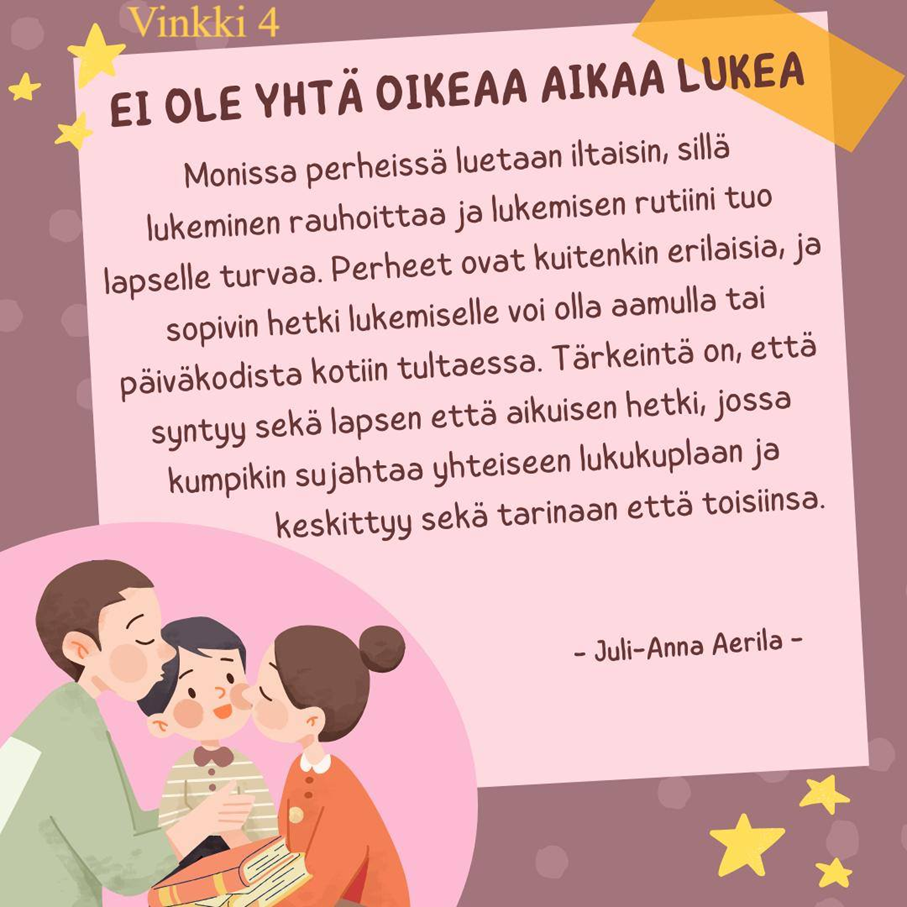 Vinkki 4
EI OLE YHTÄ OIKEAA AIKAA LUKEA
Monissa perheissä luetaan iltaisin, sillä
lukeminen rauhoittaa ja lukemisen rutiini tuo
lapselle turvaa. Perheet ovat kuitenkin erilaisia, ja
sopivin hetki lukemiselle voi olla aamulla tai
päiväkodista kotiin tultaessa. Tärkeintä on, että
syntyy sekä lapsen että aikuisen hetki, jossa
kumpikin sujahtaa yhteiseen lukukuplaan ja
keskittyy sekä tarinaan että toisiinsa.
- Juli-Anna Aerila -